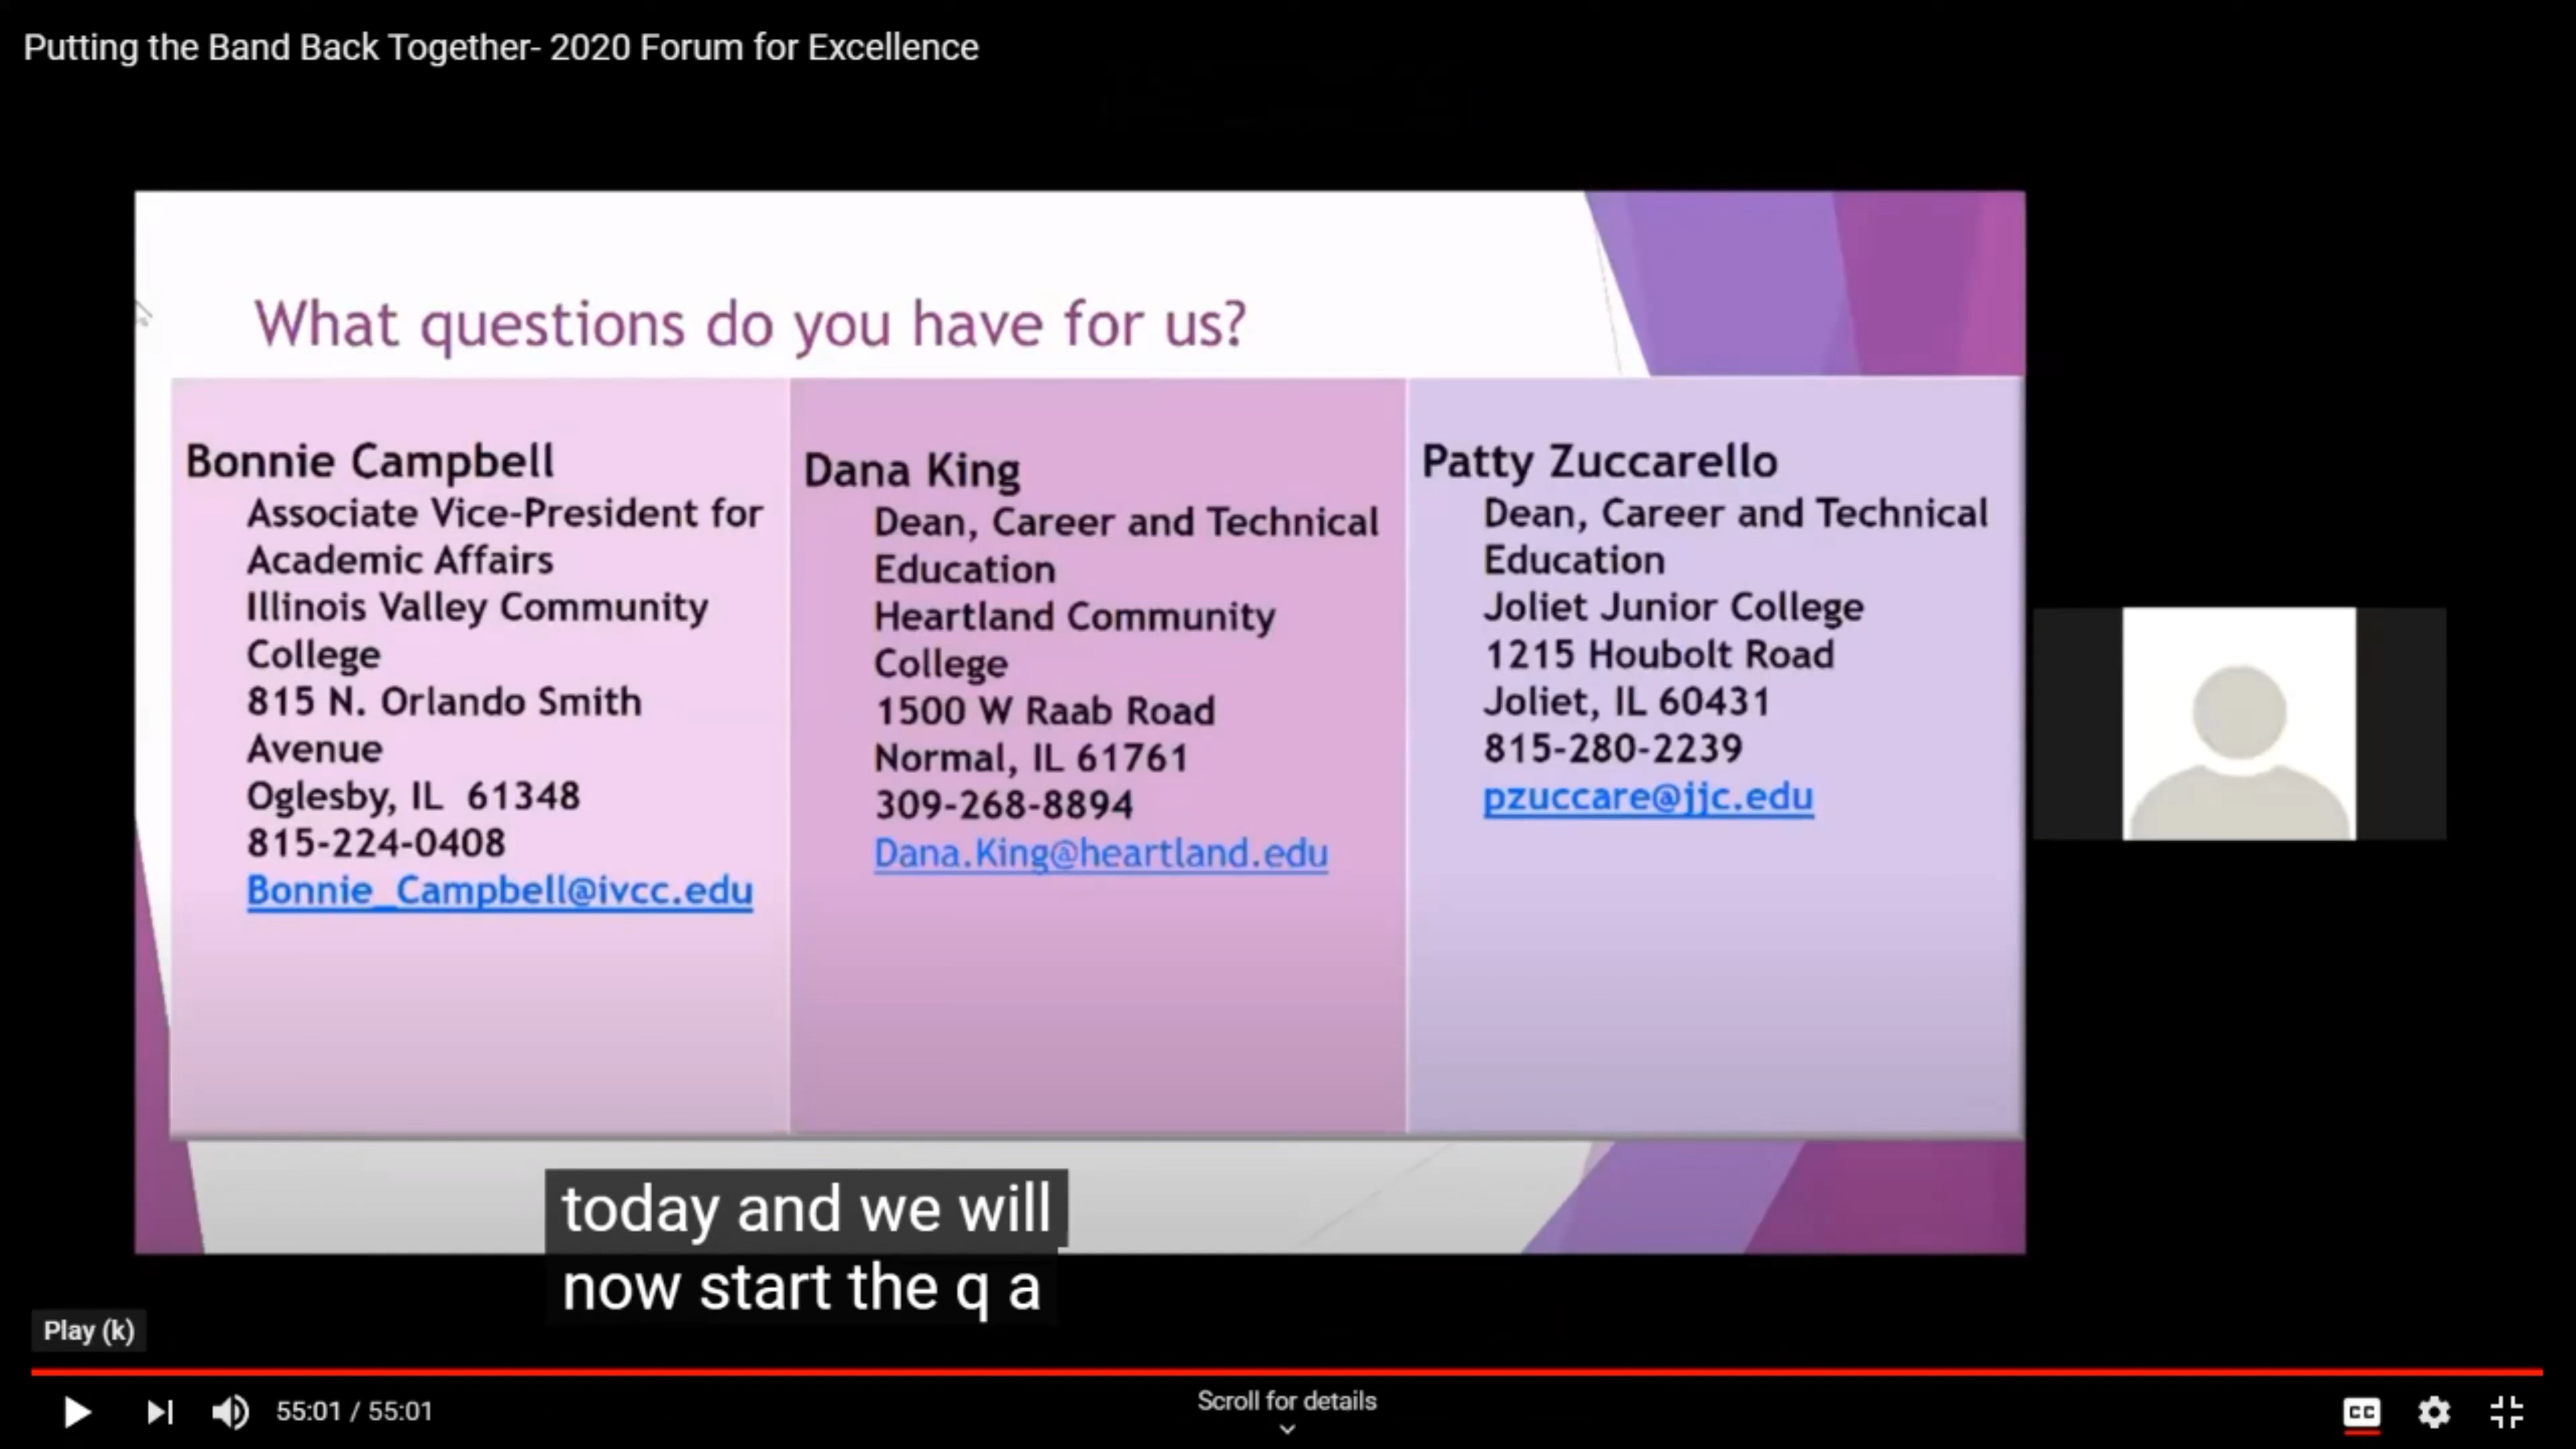 Putting the Band Back Together- 2020 Forum for Excellence
What questions do you have for us?
Bonnie Campbell
Associate Vice-President for
Academic Affairs
Illinois Valley Community
College
815 N. Orlando Smith
Avenue
Oglesby, IL  61348
815-224-0408
Bonnie_Campbell@ivcc.edu
Dana King
Dean, Career and Technical
Education
Heartland Community
College
1500 W Raab Road
Normal, IL 61761
309-268-8894
Dana.King@heartland.edu
Patty Zuccarello
Dean, Career and Technical
Education
Joliet Junior College
1215 Houbolt Road
Joliet, IL 60431
815-280-2239
pzuccare@jjc.edu
today and we will
now start the q a
Play (k)
55:01 / 55:01
Scroll for details
CC